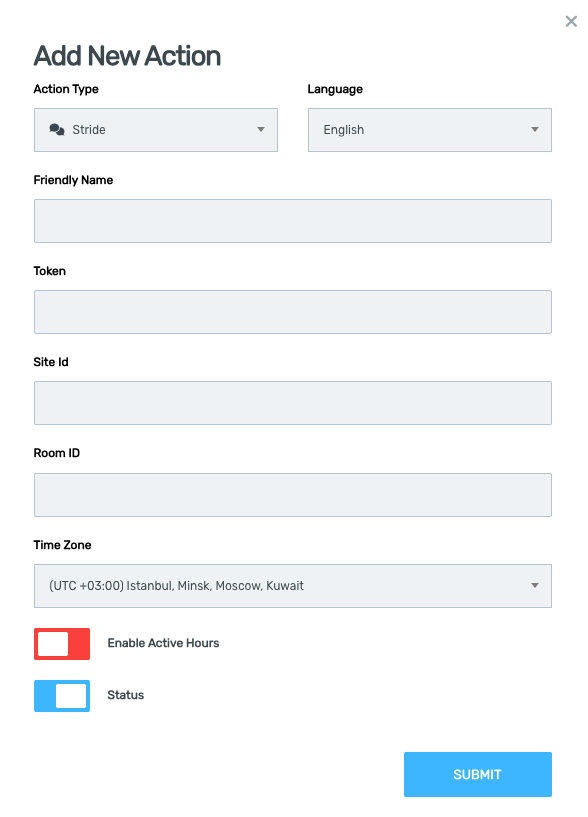 Add New Action
Action Type
Language
Stride
English
Friendly Name
Token
Site Id
Room ID
Time Zone
(UTC +03:00) Istanbul, Minsk, Moscow, Kuwait
Enable Active Hours
Status
SUBMIT